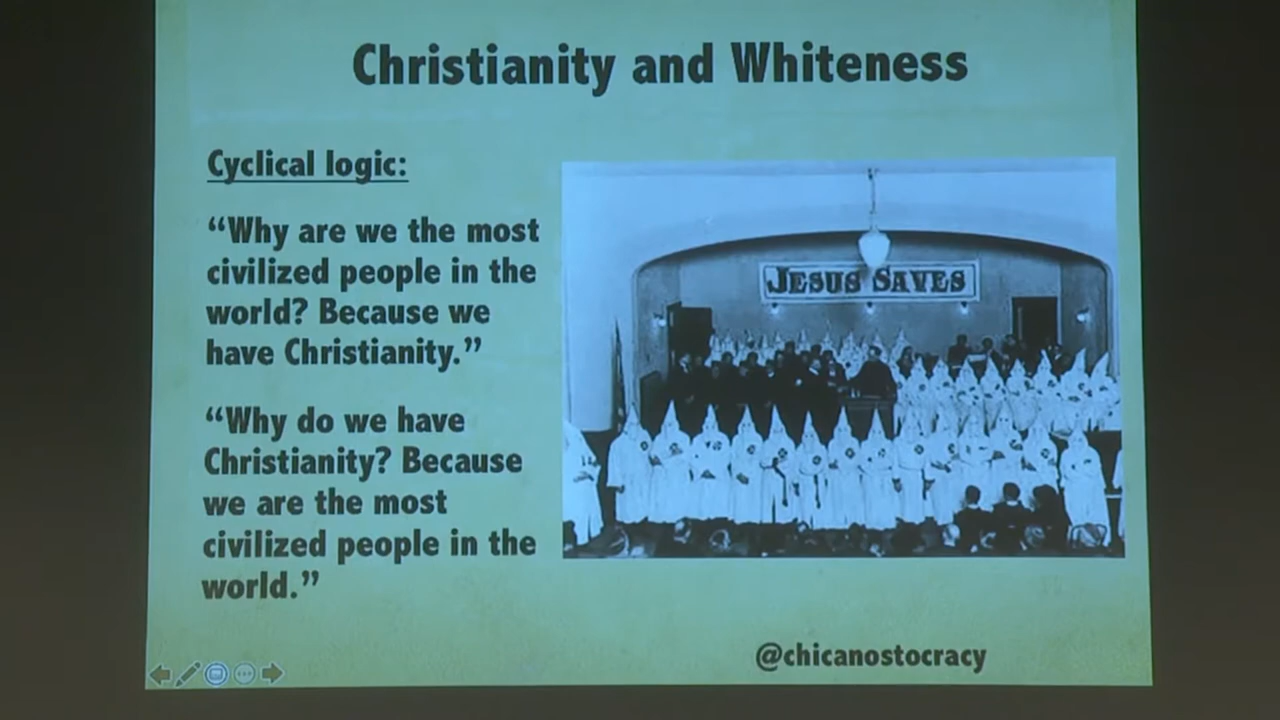 Christianity and Whiteness
Cyclical logic:
“Why are we the most
civilized people in the
world? Because we
have Christianity.”
“Why do we have
Christianity? Because
we are the most
civilized people in the
world.”
JESUS SAVES
@chicanostocracy